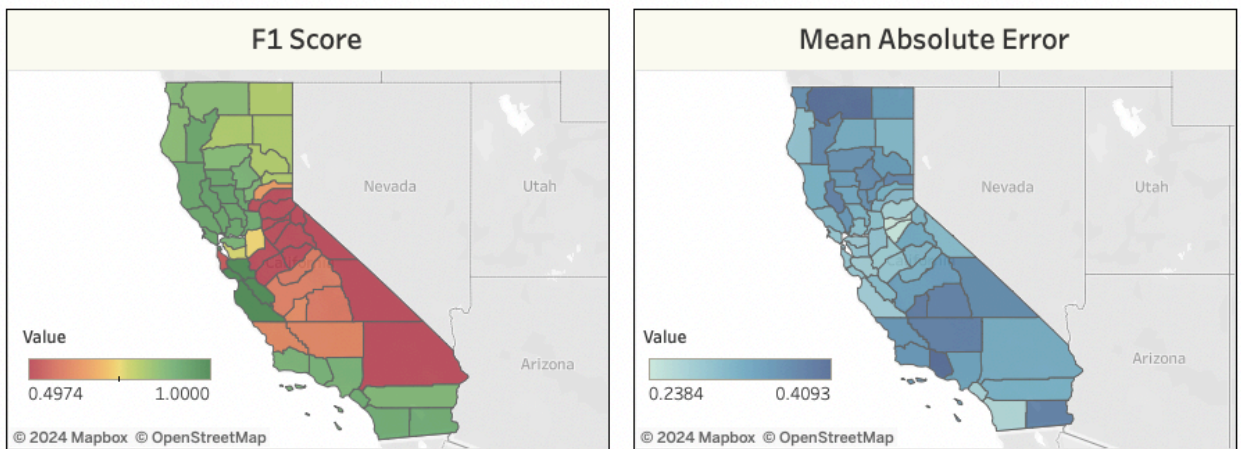 F1 Score
Nevada
Utah
California
Arizona
Value
0.4974 1.0000
© 2024 Mapbox © OpenStreetMap
Mean Absolute Error
Nevada
Utah
Arizona
Value
0.2384 0.4093
© 2024 Mapbox © OpenStreetMap